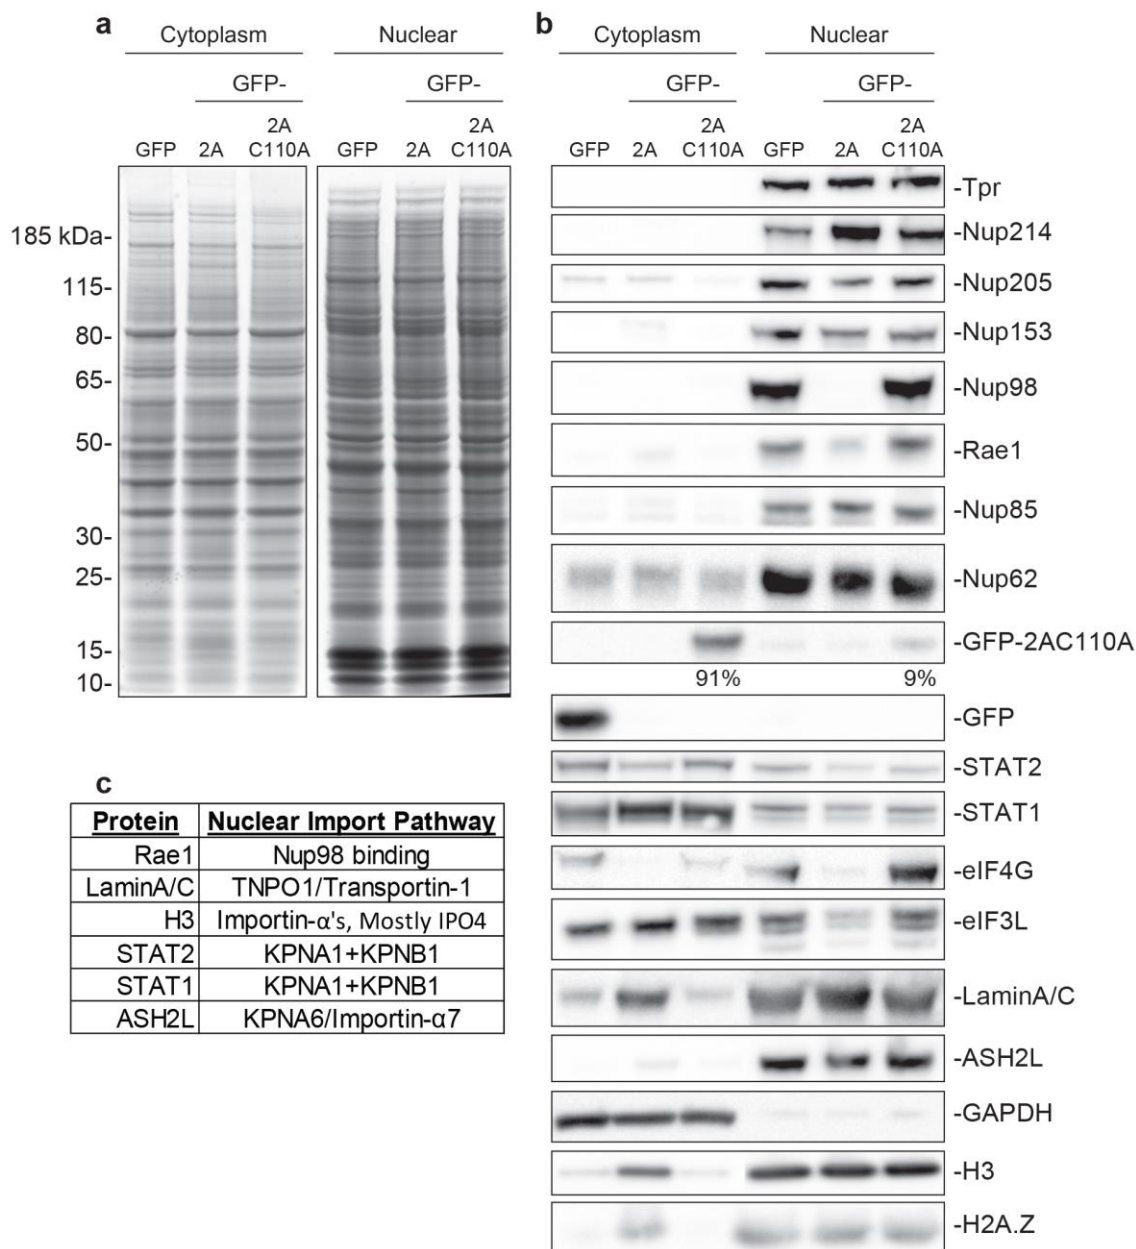 a
Cytoplasm Nuclear
GFP- GFP-
2A 2A
GFP 2A C110A GFP 2A C110A
185 kDa-
115-
80-
65-
50-
30-
25-
15-
10-
b
Cytoplasm Nuclear
GFP- GFP-
2A 2A
GFP 2A C110A GFP 2A C110A
-Tpr
-Nup214
-Nup205
-Nup153
-Nup98
-Rae1
-Nup85
-Nup62
-GFP-2AC110A
91% 9%
-GFP
-STAT2
-STAT1
-eIF4G
-eIF3L
-LaminA/C
-ASH2L
-GAPDH
-H3
-H2A.Z
c
Protein Nuclear Import Pathway
Rae1 Nup98 binding
LaminA/C TNPO1/Transportin-1
H3 Importin-α's, Mostly IPO4
STAT2 KPNA1+KPNB1
STAT1 KPNA1+KPNB1
ASH2L KPNA6/Importin-α7